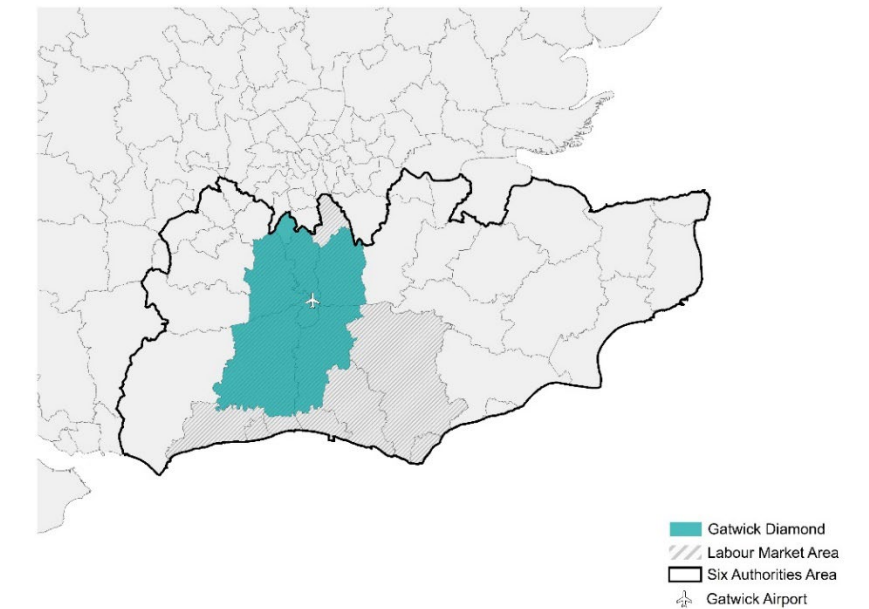 Gatwick Diamond
Labour Market Area
Six Authorities Area
Gatwick Airport